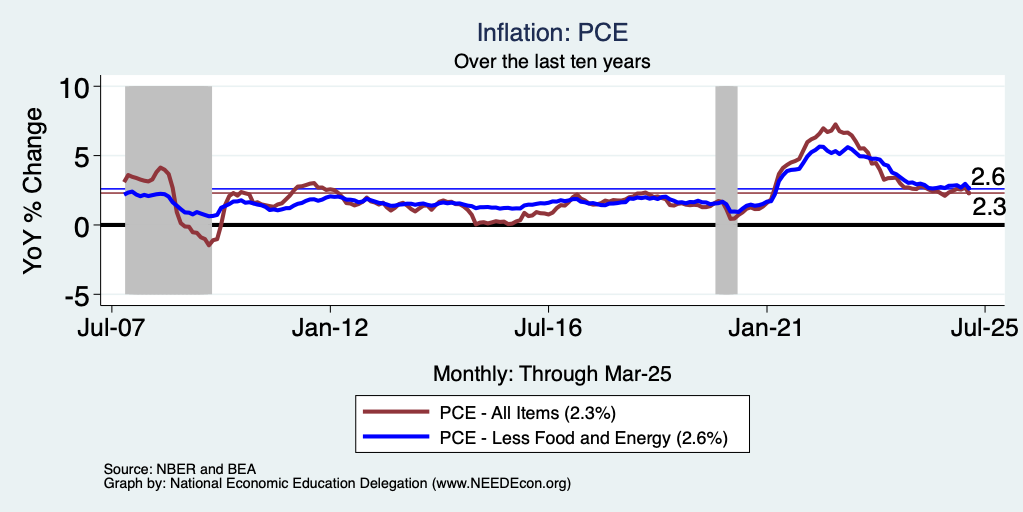 Inflation: PCE
Over the last ten years
YoY % Change
10
5
0
-5
2.6
2.3
Jul-07 Jan-12 Jul-16 Jan-21 Jul-25
Monthly: Through Mar-25
PCE - All Items (2.3%)
PCE - Less Food and Energy (2.6%)
Source: NBER and BEA
Graph by: National Economic Education Delegation (www.NEEDEcon.org)